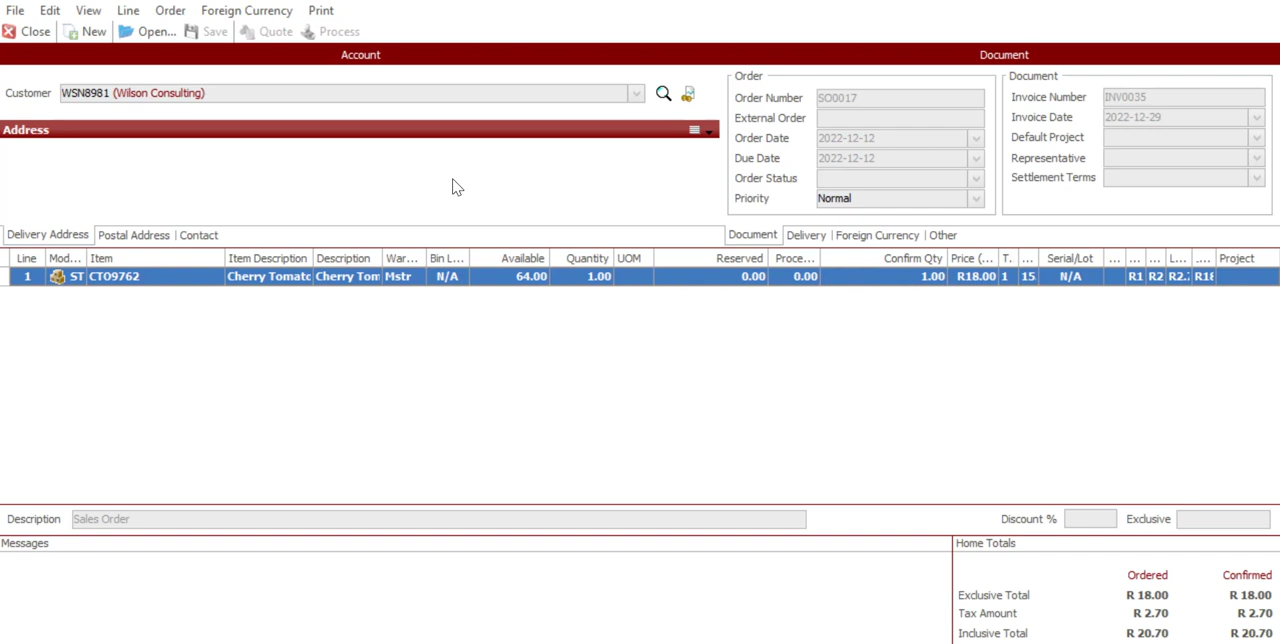 File Edit View Line Order Foreign Currency Print
Close New Open... Save Quote Process
Account Document
Customer WSN8981 (Wilson Consulting)
Address
Order
Order Number SO0017
External Order
Order Date 2022-12-12
Due Date 2022-12-12
Order Status
Priority Normal
Document
Invoice Number INV0035
Invoice Date 2022-12-29
Default Project
Representative
Settlement Terms
Delivery Address Postal Address Contact
Document Delivery Foreign Currency Other
Line Mod... Item Item Description Description War... Bin L... Available Quantity UOM Reserved Proce... Confirm Qty Price (... T. ... Serial/Lot ... ... ... L... .... Project
1 ST CTO9762 Cherry Tomato Cherry Tom Mstr N/A 64.00 1.00 0.00 0.00 1.00 R18.00 1 15 N/A R1 R2 R2.: R18
Description Sales Order Discount % Exclusive
Messages
Home Totals
Ordered Confirmed
Exclusive Total R 18.00 R 18.00
Tax Amount R 2.70 R 2.70
Inclusive Total R 20.70 R 20.70